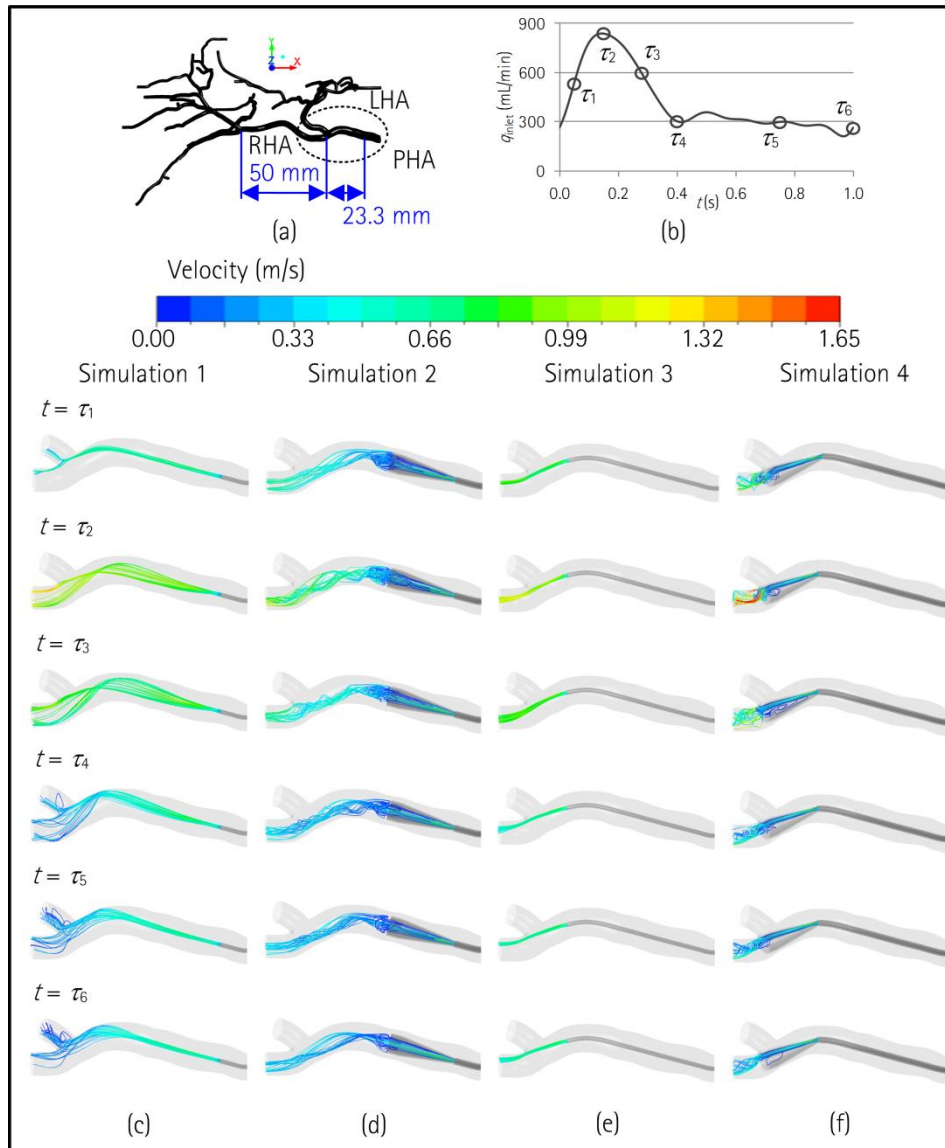 Y
Z
X
LHA
RHA
PHA
50 mm
23.3 mm
(a)
900
600
300
0
q_inlet (mL/min)
τ1
τ2
τ3
τ4
τ5
τ6
0.0 0.2 0.4 0.6 0.8 1.0
t(s)
(b)
Velocity (m/s)
0.00 0.33 0.66 0.99 1.32 1.65
Simulation 1 Simulation 2 Simulation 3 Simulation 4
t = τ1
t = τ2
t = τ3
t = τ4
t = τ5
t = τ6
(c) (d) (e) (f)